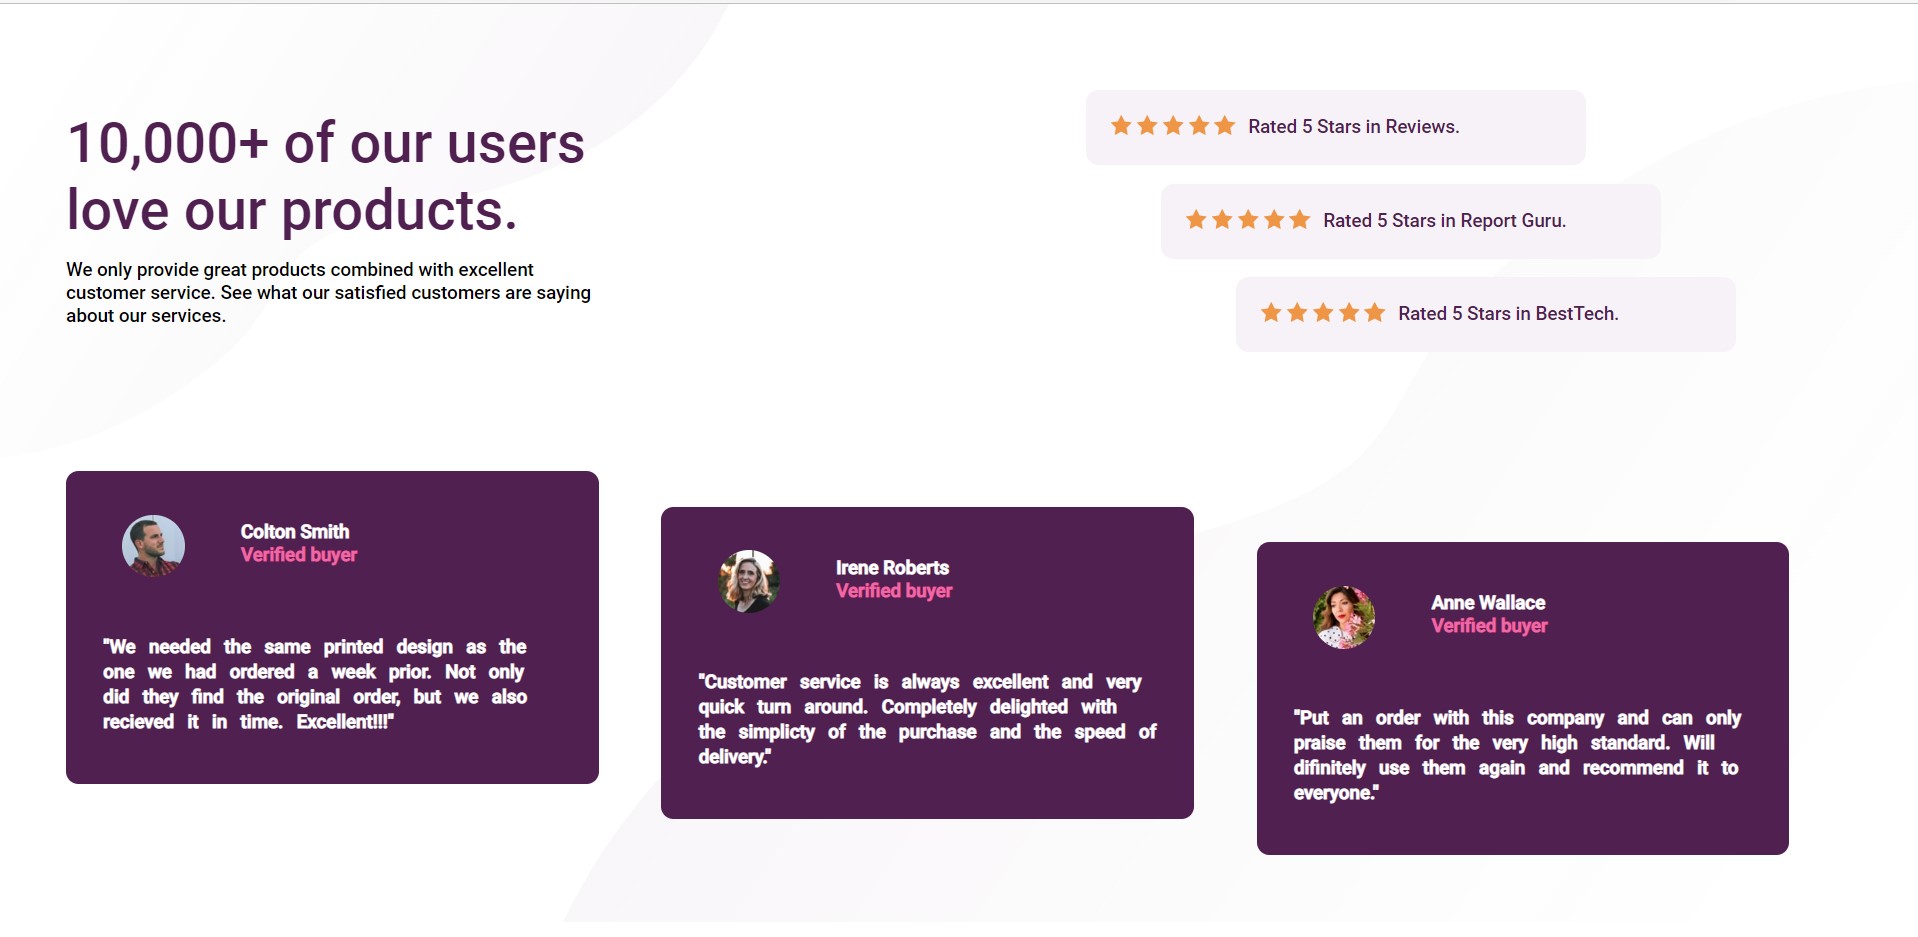 10,000+ of our users
love our products.
We only provide great products combined with excellent
customer service. See what our satisfied customers are saying
about our services.
Rated 5 Stars in Reviews.
Rated 5 Stars in Report Guru.
Rated 5 Stars in BestTech.
Colton Smith
Verified buyer
"We needed the same printed design as the
one we had ordered a week prior. Not only
did they find the original order, but we also
recieved it in time. Excellent!!!"
Irene Roberts
Verified buyer
"Customer service is always excellent and very
quick turn around. Completely delighted with
the simplicty of the purchase and the speed of
delivery."
Anne Wallace
Verified buyer
"Put an order with this company and can only
praise them for the very high standard. Will
difinitely use them again and recommend it to
everyone."